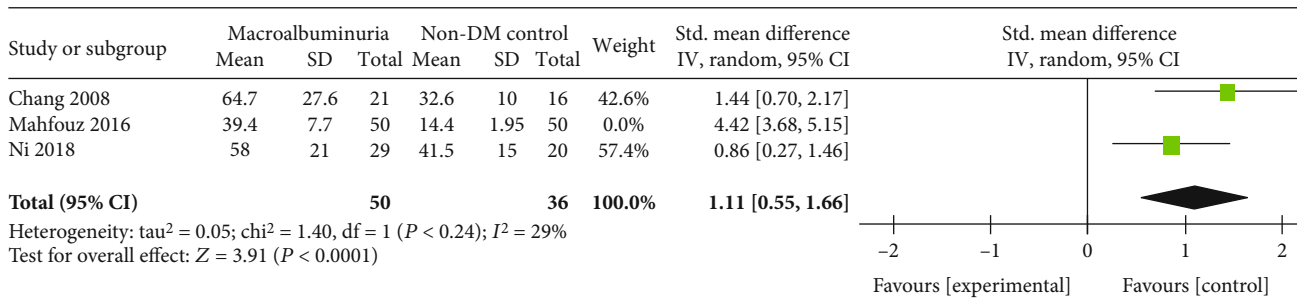 Macroalbuminuria Non-DM control Std. mean difference Std. mean difference
Study or subgroup Weight
Mean SD Total Mean SD Total IV, random, 95% CI IV, random, 95% CI
Chang 2008 64.7 27.6 21 32.6 10 16 42.6% 1.44 [0.70, 2.17]
Mahfouz 2016 39.4 7.7 50 14.4 1.95 50 0.0% 4.42 [3.68, 5.15]
Ni 2018 58 21 29 41.5 15 20 57.4% 0.86 [0.27, 1.46]
Total (95% CI) 50 36 100.0% 1.11 [0.55, 1.66]
Heterogeneity: tau² = 0.05; chi² = 1.40, df = 1 (P < 0.24); I² = 29%
Test for overall effect: Z = 3.91 (P < 0.0001)
−2 −1 0 1 2
Favours [experimental] Favours [control]